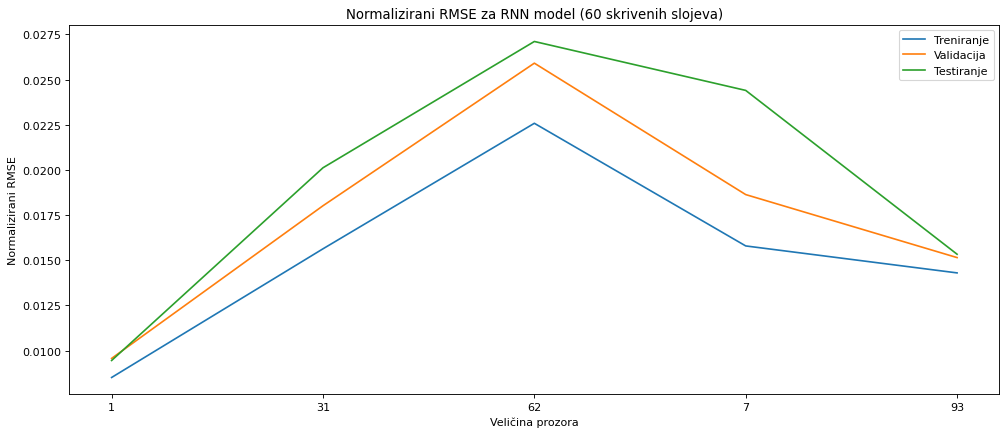 Normalizirani RMSE za RNN model (60 skrivenih slojeva)
Treniranje
Validacija
Testiranje
Normalizirani RMSE
0.0275
0.0250
0.0225
0.0200
0.0175
0.0150
0.0125
0.0100
1 31 62 7 93
Veličina prozora